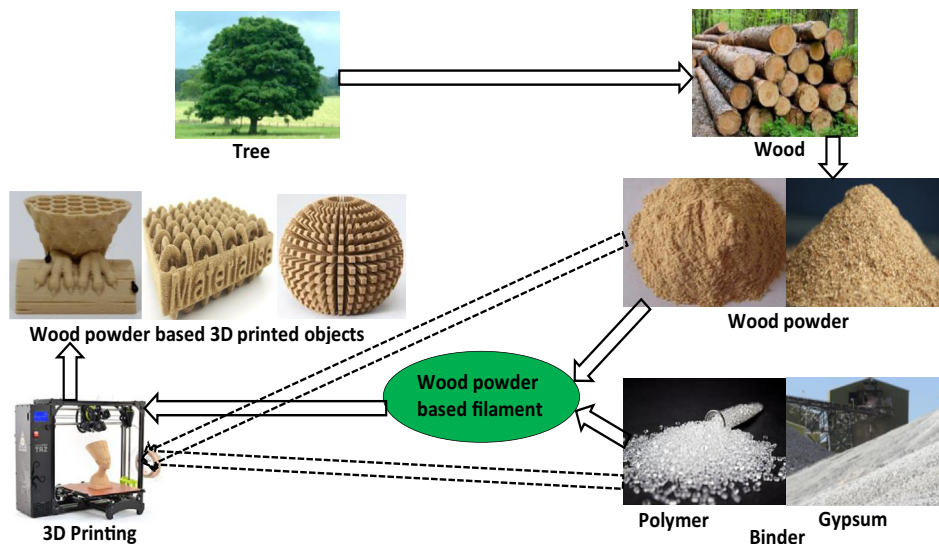 Tree
Wood
Materialise
Wood powder based 3D printed objects
Wood powder
Wood powder
based filament
TAZ
3D Printing
Polymer
Gypsum
Binder